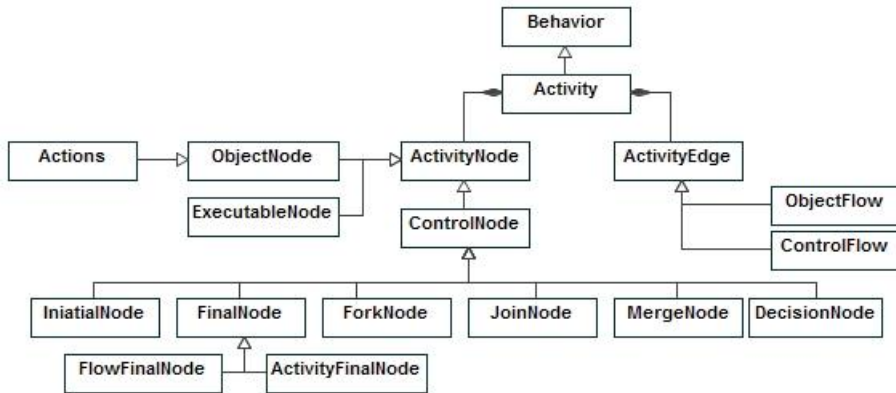 Behavior
Activity
Actions
ObjectNode
ActivityNode
ActivityEdge
ExecutableNode
ControlNode
ObjectFlow
ControlFlow
IniatialNode
FinalNode
ForkNode
JoinNode
MergeNode
DecisionNode
FlowFinalNode
ActivityFinalNode